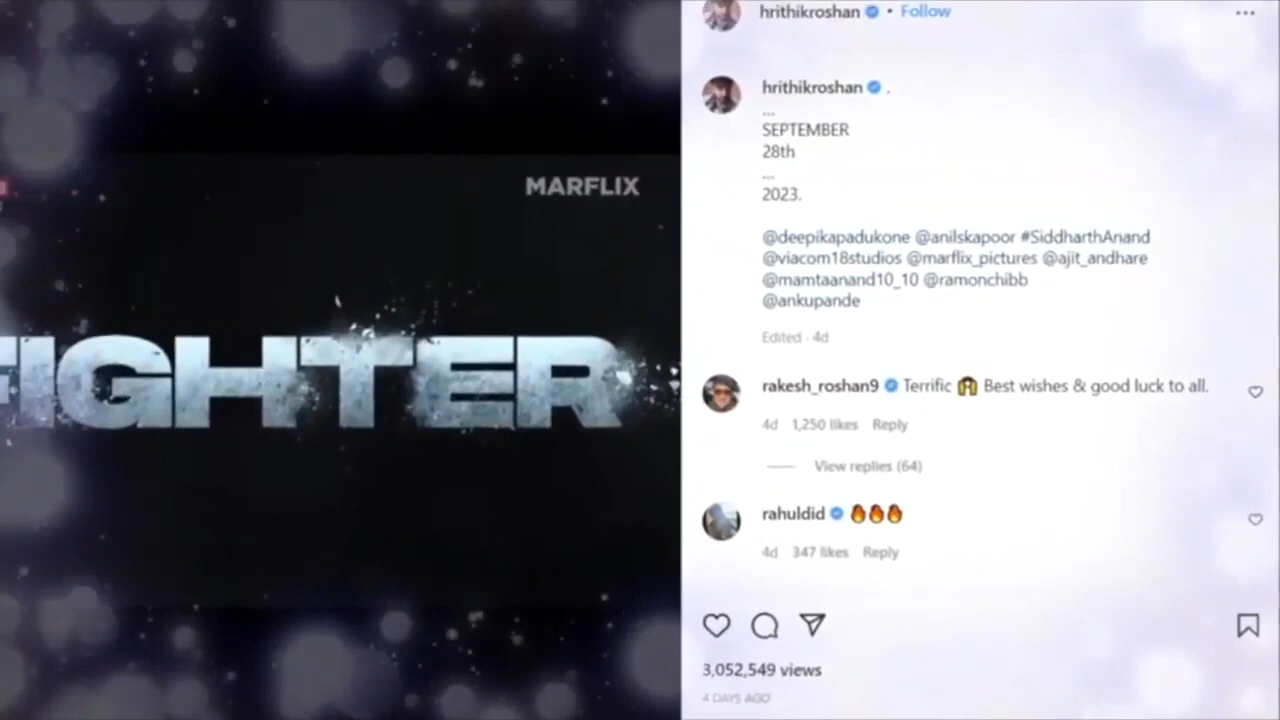 MARFLIX
FIGHTER
hrithikroshan • Follow
hrithikroshan .
...
SEPTEMBER
28th
...
2023.
@deepikapadukone @anilskapoor #SiddharthAnand
@viacom18studios @marflix_pictures @ajit_andhare
@mamtaanand10_10 @ramonchibb
@ankupande
Edited · 4d
rakesh_roshan9 Terrific 🙌 Best wishes & good luck to all.
4d 1,250 likes Reply
View replies (64)
rahuldid 🔥🔥🔥
4d 347 likes Reply
3,052,549 views
4 DAYS AGO